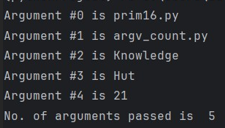 Argument #0 is prim16.py
Argument #1 is argv_count.py
Argument #2 is Knowledge
Argument #3 is Hut
Argument #4 is 21
No. of arguments passed is  5